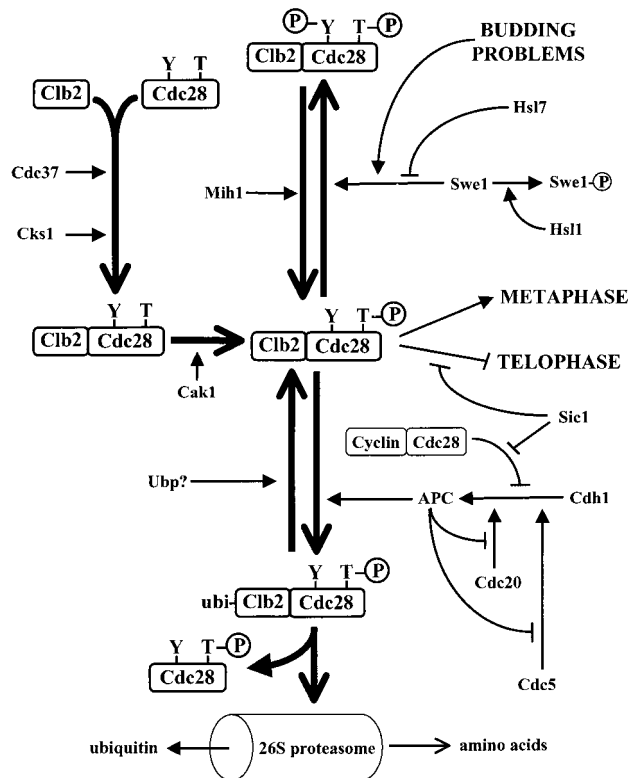 P Y T P
Clb2 Cdc28
BUDDING
PROBLEMS
Y T
Clb2 Cdc28
Hsl7
Cdc37
Mih1
Swe1 Swe1-P
Cks1
Hsl1
Y T
Clb2 Cdc28
Y T P
Clb2 Cdc28
METAPHASE
TELOPHASE
Cak1
Sic1
Cyclin Cdc28
Ubp?
APC Cdh1
Y T P
ubi-Clb2 Cdc28
Cdc20
Y T P
Cdc28
Cdc5
ubiquitin 26S proteasome amino acids